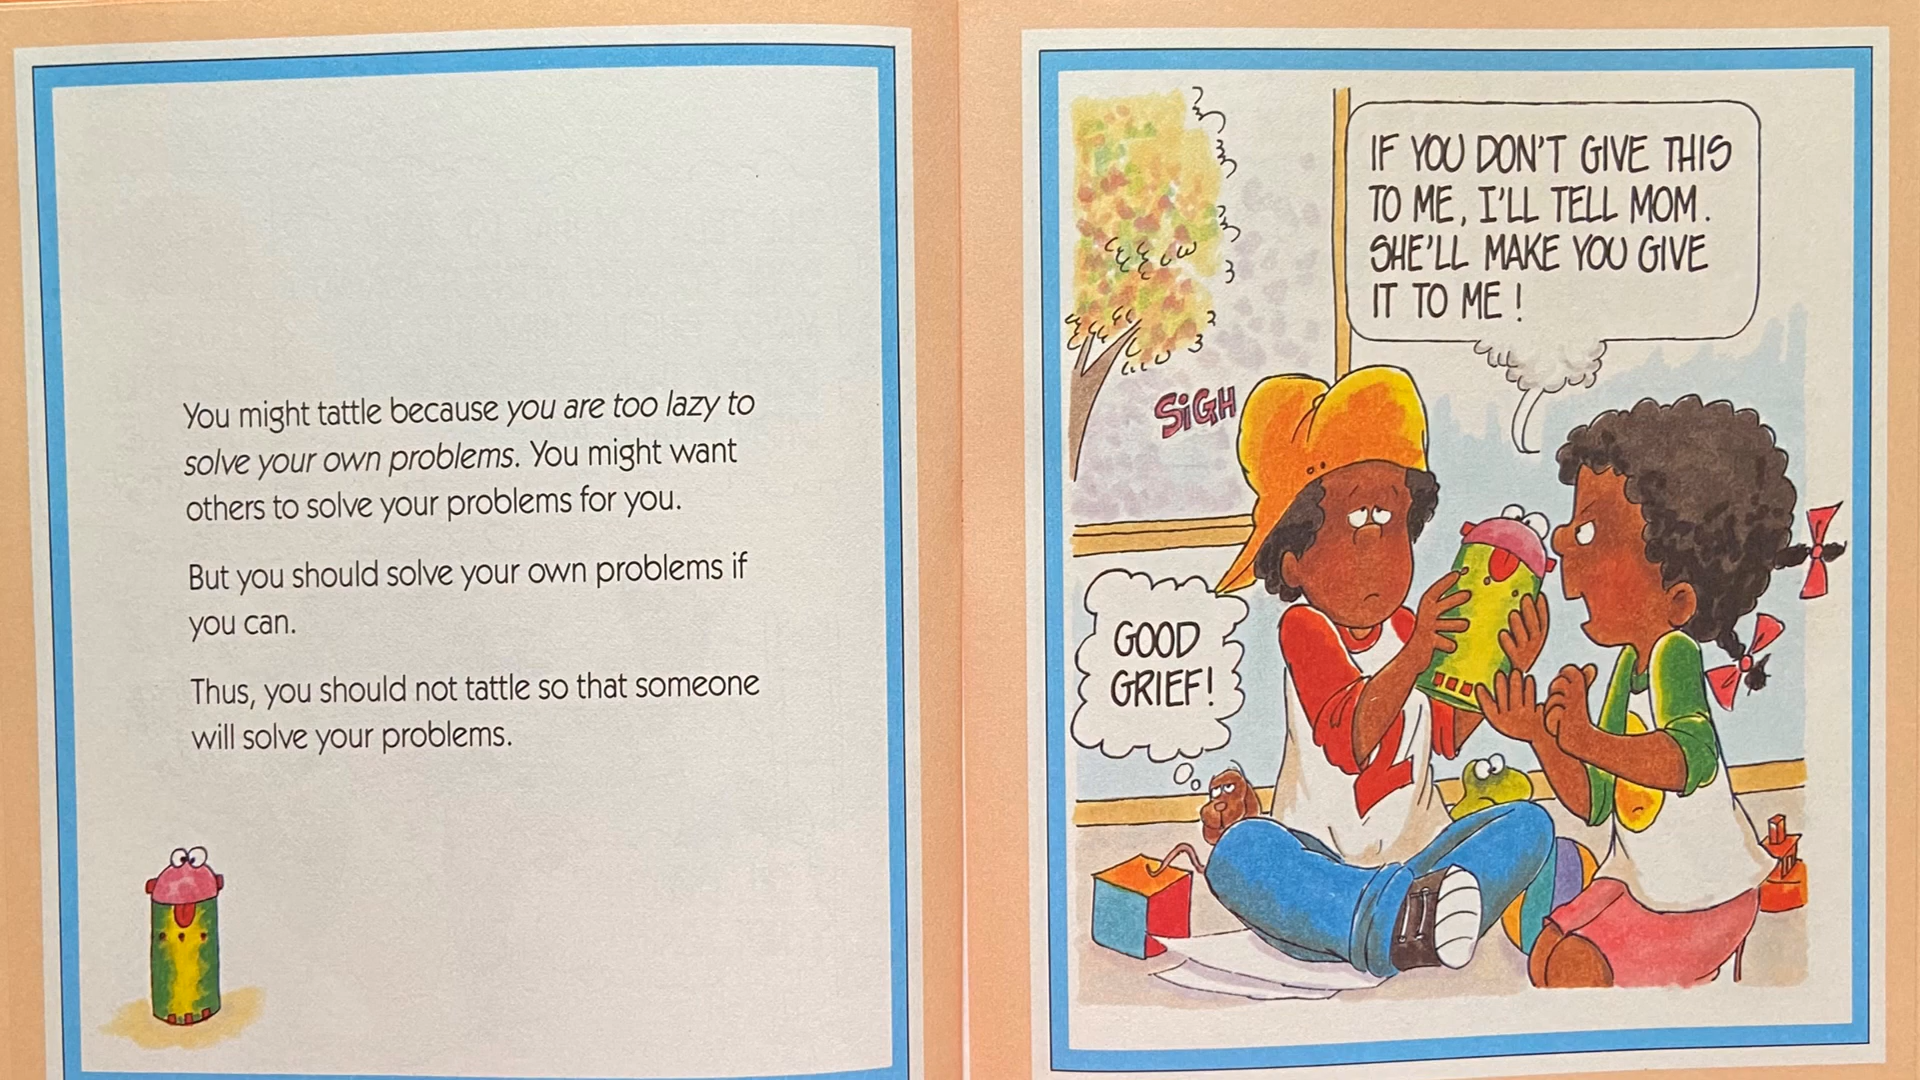 You might tattle because you are too lazy to
solve your own problems. You might want
others to solve your problems for you.
But you should solve your own problems if
you can.
Thus, you should not tattle so that someone
will solve your problems.
IF YOU DON'T GIVE THIS
TO ME, I'LL TELL MOM.
SHE'LL MAKE YOU GIVE
IT TO ME!
SIGH
GOOD
GRIEF!
Z